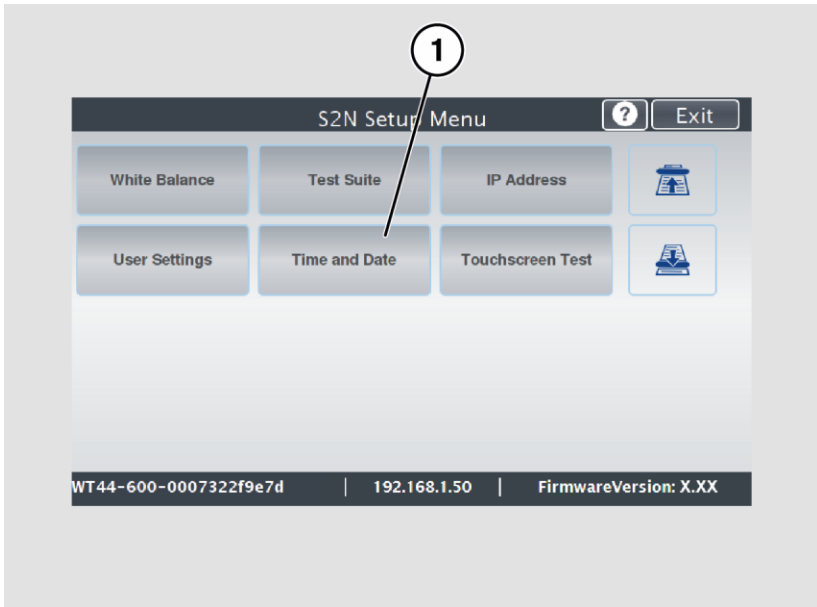 1
S2N Setup Menu ? Exit
White Balance Test Suite IP Address
User Settings Time and Date Touchscreen Test
WT44-600-0007322f9e7d | 192.168.1.50 | FirmwareVersion: X.XX